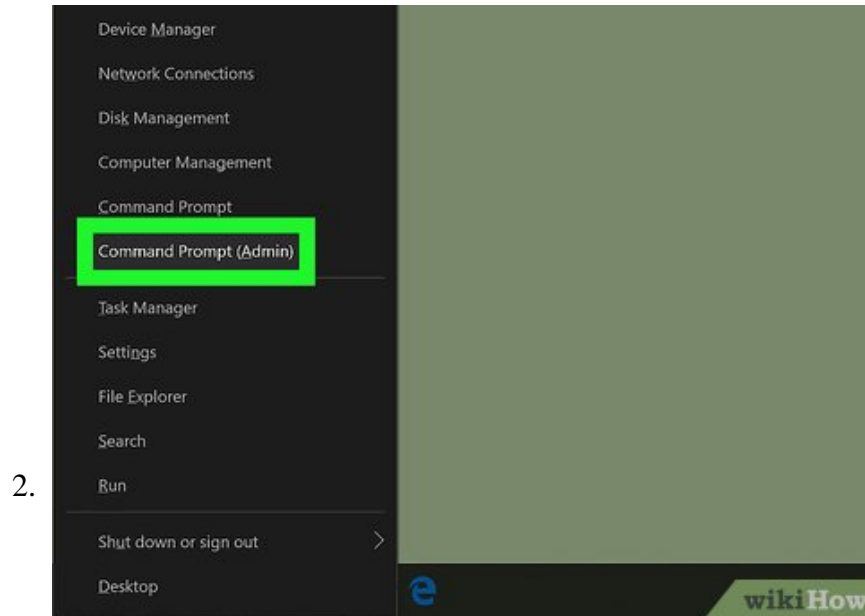 Device Manager
Network Connections
Disk Management
Computer Management
Command Prompt
Command Prompt (Admin)
Task Manager
Settings
File Explorer
Search
2.
Run
Shut down or sign out
Desktop
wikiHow